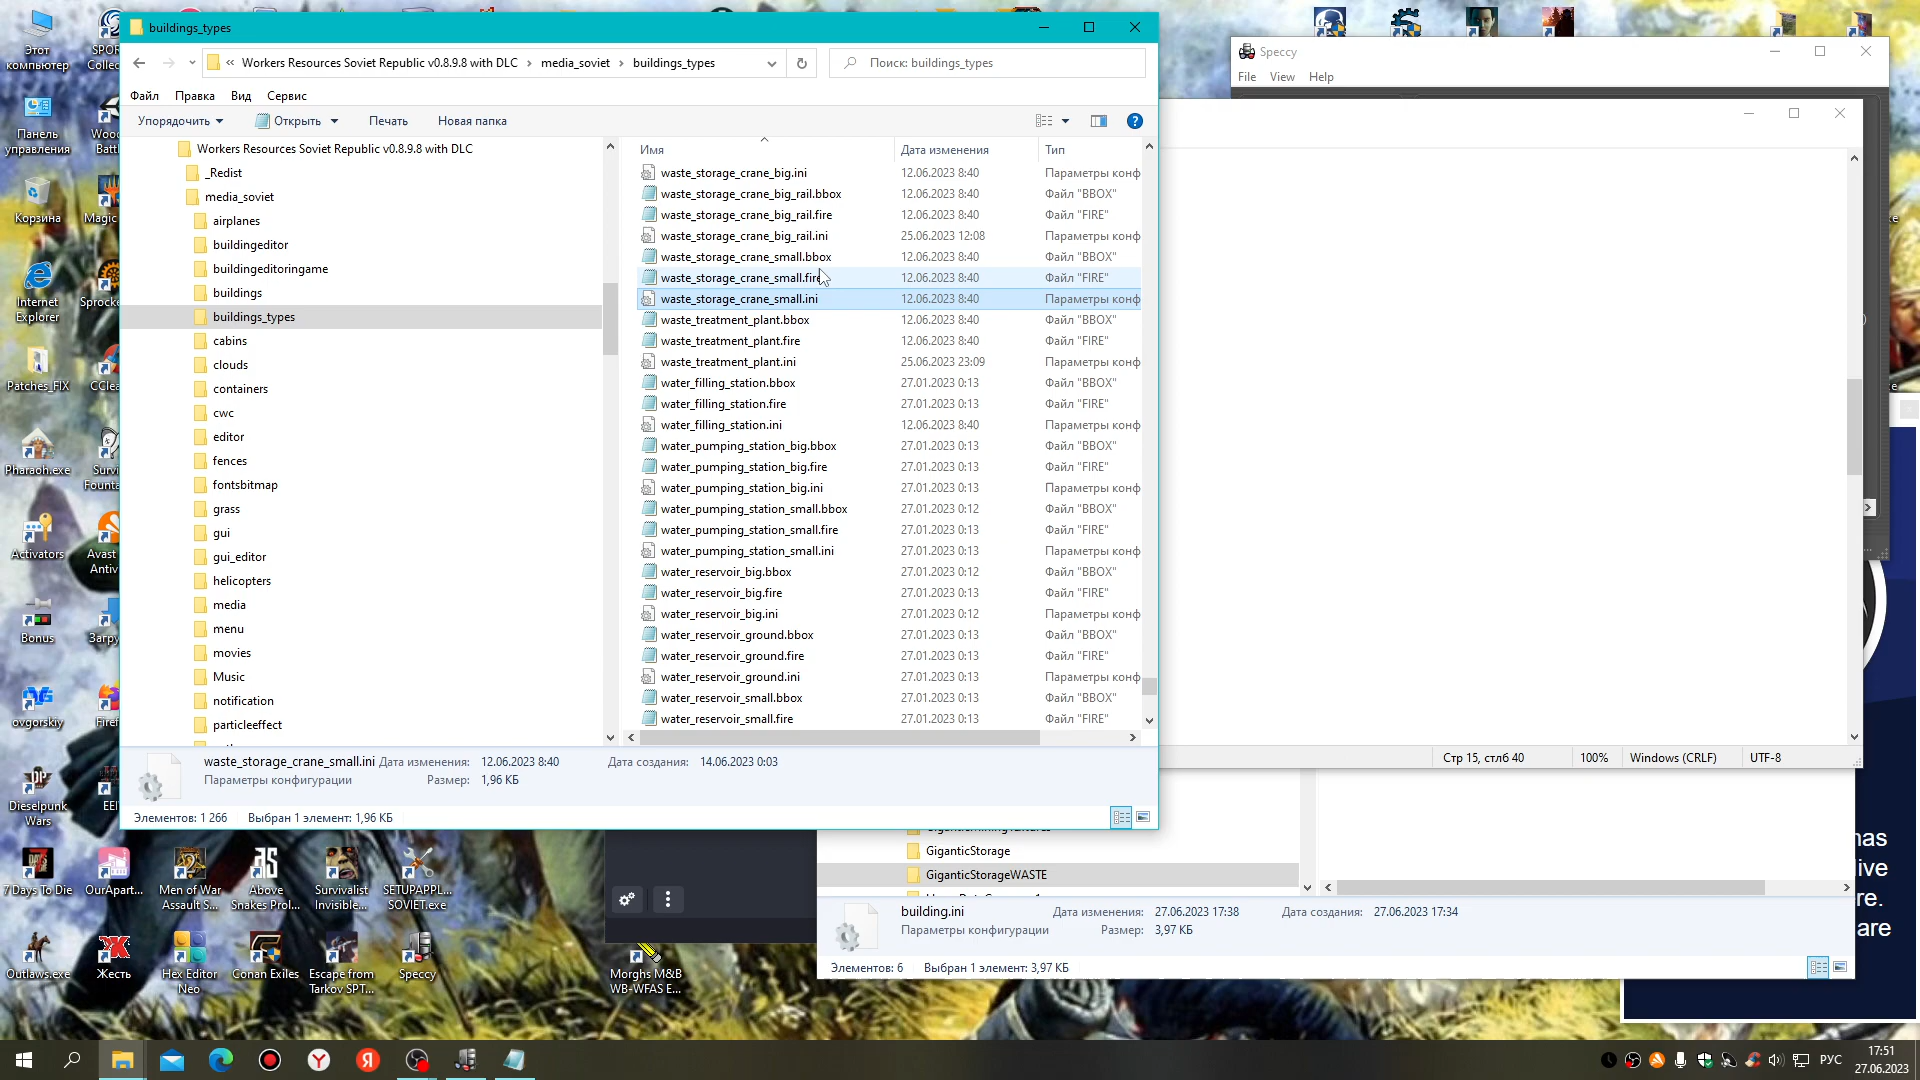 buildings_types
« Workers Resources Soviet Republic v0.8.9.8 with DLC › media_soviet › buildings_types
Поиск: buildings_types
Файл Правка Вид Сервис
Упорядочить Открыть Печать Новая папка
Workers Resources Soviet Republic v0.8.9.8 with DLC
_Redist
media_soviet
airplanes
buildingeditor
buildingeditoringame
buildings
buildings_types
cabins
clouds
containers
cwc
editor
fences
fontsbitmap
grass
gui
gui_editor
helicopters
media
menu
movies
Music
notification
particleeffect
Имя Дата изменения Тип
waste_storage_crane_big.ini 12.06.2023 8:40 Параметры конф
waste_storage_crane_big_rail.bbox 12.06.2023 8:40 Файл "BBOX"
waste_storage_crane_big_rail.fire 12.06.2023 8:40 Файл "FIRE"
waste_storage_crane_big_rail.ini 25.06.2023 12:08 Параметры конф
waste_storage_crane_small.bbox 12.06.2023 8:40 Файл "BBOX"
waste_storage_crane_small.fire 12.06.2023 8:40 Файл "FIRE"
waste_storage_crane_small.ini 12.06.2023 8:40 Параметры конф
waste_treatment_plant.bbox 12.06.2023 8:40 Файл "BBOX"
waste_treatment_plant.fire 12.06.2023 8:40 Файл "FIRE"
waste_treatment_plant.ini 25.06.2023 23:09 Параметры конф
water_filling_station.bbox 27.01.2023 0:13 Файл "BBOX"
water_filling_station.fire 27.01.2023 0:13 Файл "FIRE"
water_filling_station.ini 12.06.2023 8:40 Параметры конф
water_pumping_station_big.bbox 27.01.2023 0:13 Файл "BBOX"
water_pumping_station_big.fire 27.01.2023 0:13 Файл "FIRE"
water_pumping_station_big.ini 27.01.2023 0:13 Параметры конф
water_pumping_station_small.bbox 27.01.2023 0:12 Файл "BBOX"
water_pumping_station_small.fire 27.01.2023 0:13 Файл "FIRE"
water_pumping_station_small.ini 27.01.2023 0:13 Параметры конф
water_reservoir_big.bbox 27.01.2023 0:12 Файл "BBOX"
water_reservoir_big.fire 27.01.2023 0:13 Файл "FIRE"
water_reservoir_big.ini 27.01.2023 0:12 Параметры конф
water_reservoir_ground.bbox 27.01.2023 0:13 Файл "BBOX"
water_reservoir_ground.fire 27.01.2023 0:13 Файл "FIRE"
water_reservoir_ground.ini 27.01.2023 0:13 Параметры конф
water_reservoir_small.bbox 27.01.2023 0:13 Файл "BBOX"
water_reservoir_small.fire 27.01.2023 0:13 Файл "FIRE"
waste_storage_crane_small.ini Дата изменения: 12.06.2023 8:40 Дата создания: 14.06.2023 0:03
Параметры конфигурации Размер: 1,96 КБ
Элементов: 1 266 Выбран 1 элемент: 1,96 КБ
Speccy
File View Help
Стр 15, стлб 40 100% Windows (CRLF) UTF-8
GiganticStorage
GiganticStorageWASTE
building.ini Дата изменения: 27.06.2023 17:38 Дата создания: 27.06.2023 17:34
Параметры конфигурации Размер: 3,97 КБ
Элементов: 6 Выбран 1 элемент: 3,97 КБ
has
ive
re.
are
Этот компьютер
SPOR
Collec
Панель управления
Woo
Batt
Корзина
Magic
Internet Explorer
Sprocke
Patches_FIX
CClea
Pharaoh.exe
Survi
Founta
Activators
Avast
Antiv
Bonus
Загру
ovgorskiy
Firef
Dieselpunk Wars
EEI
7 Days To Die
OurApart...
Men of War Assault S...
Above Snakes Prol...
Survivalist Invisible...
SETUPAPPL... SOVIET.exe
Outlaws.exe
Жесть
Hex Editor Neo
Conan Exiles
Escape from Tarkov SPT...
Speccy
Morghs M&B WB-WFAS E...
РУС
17:51
27.06.2023